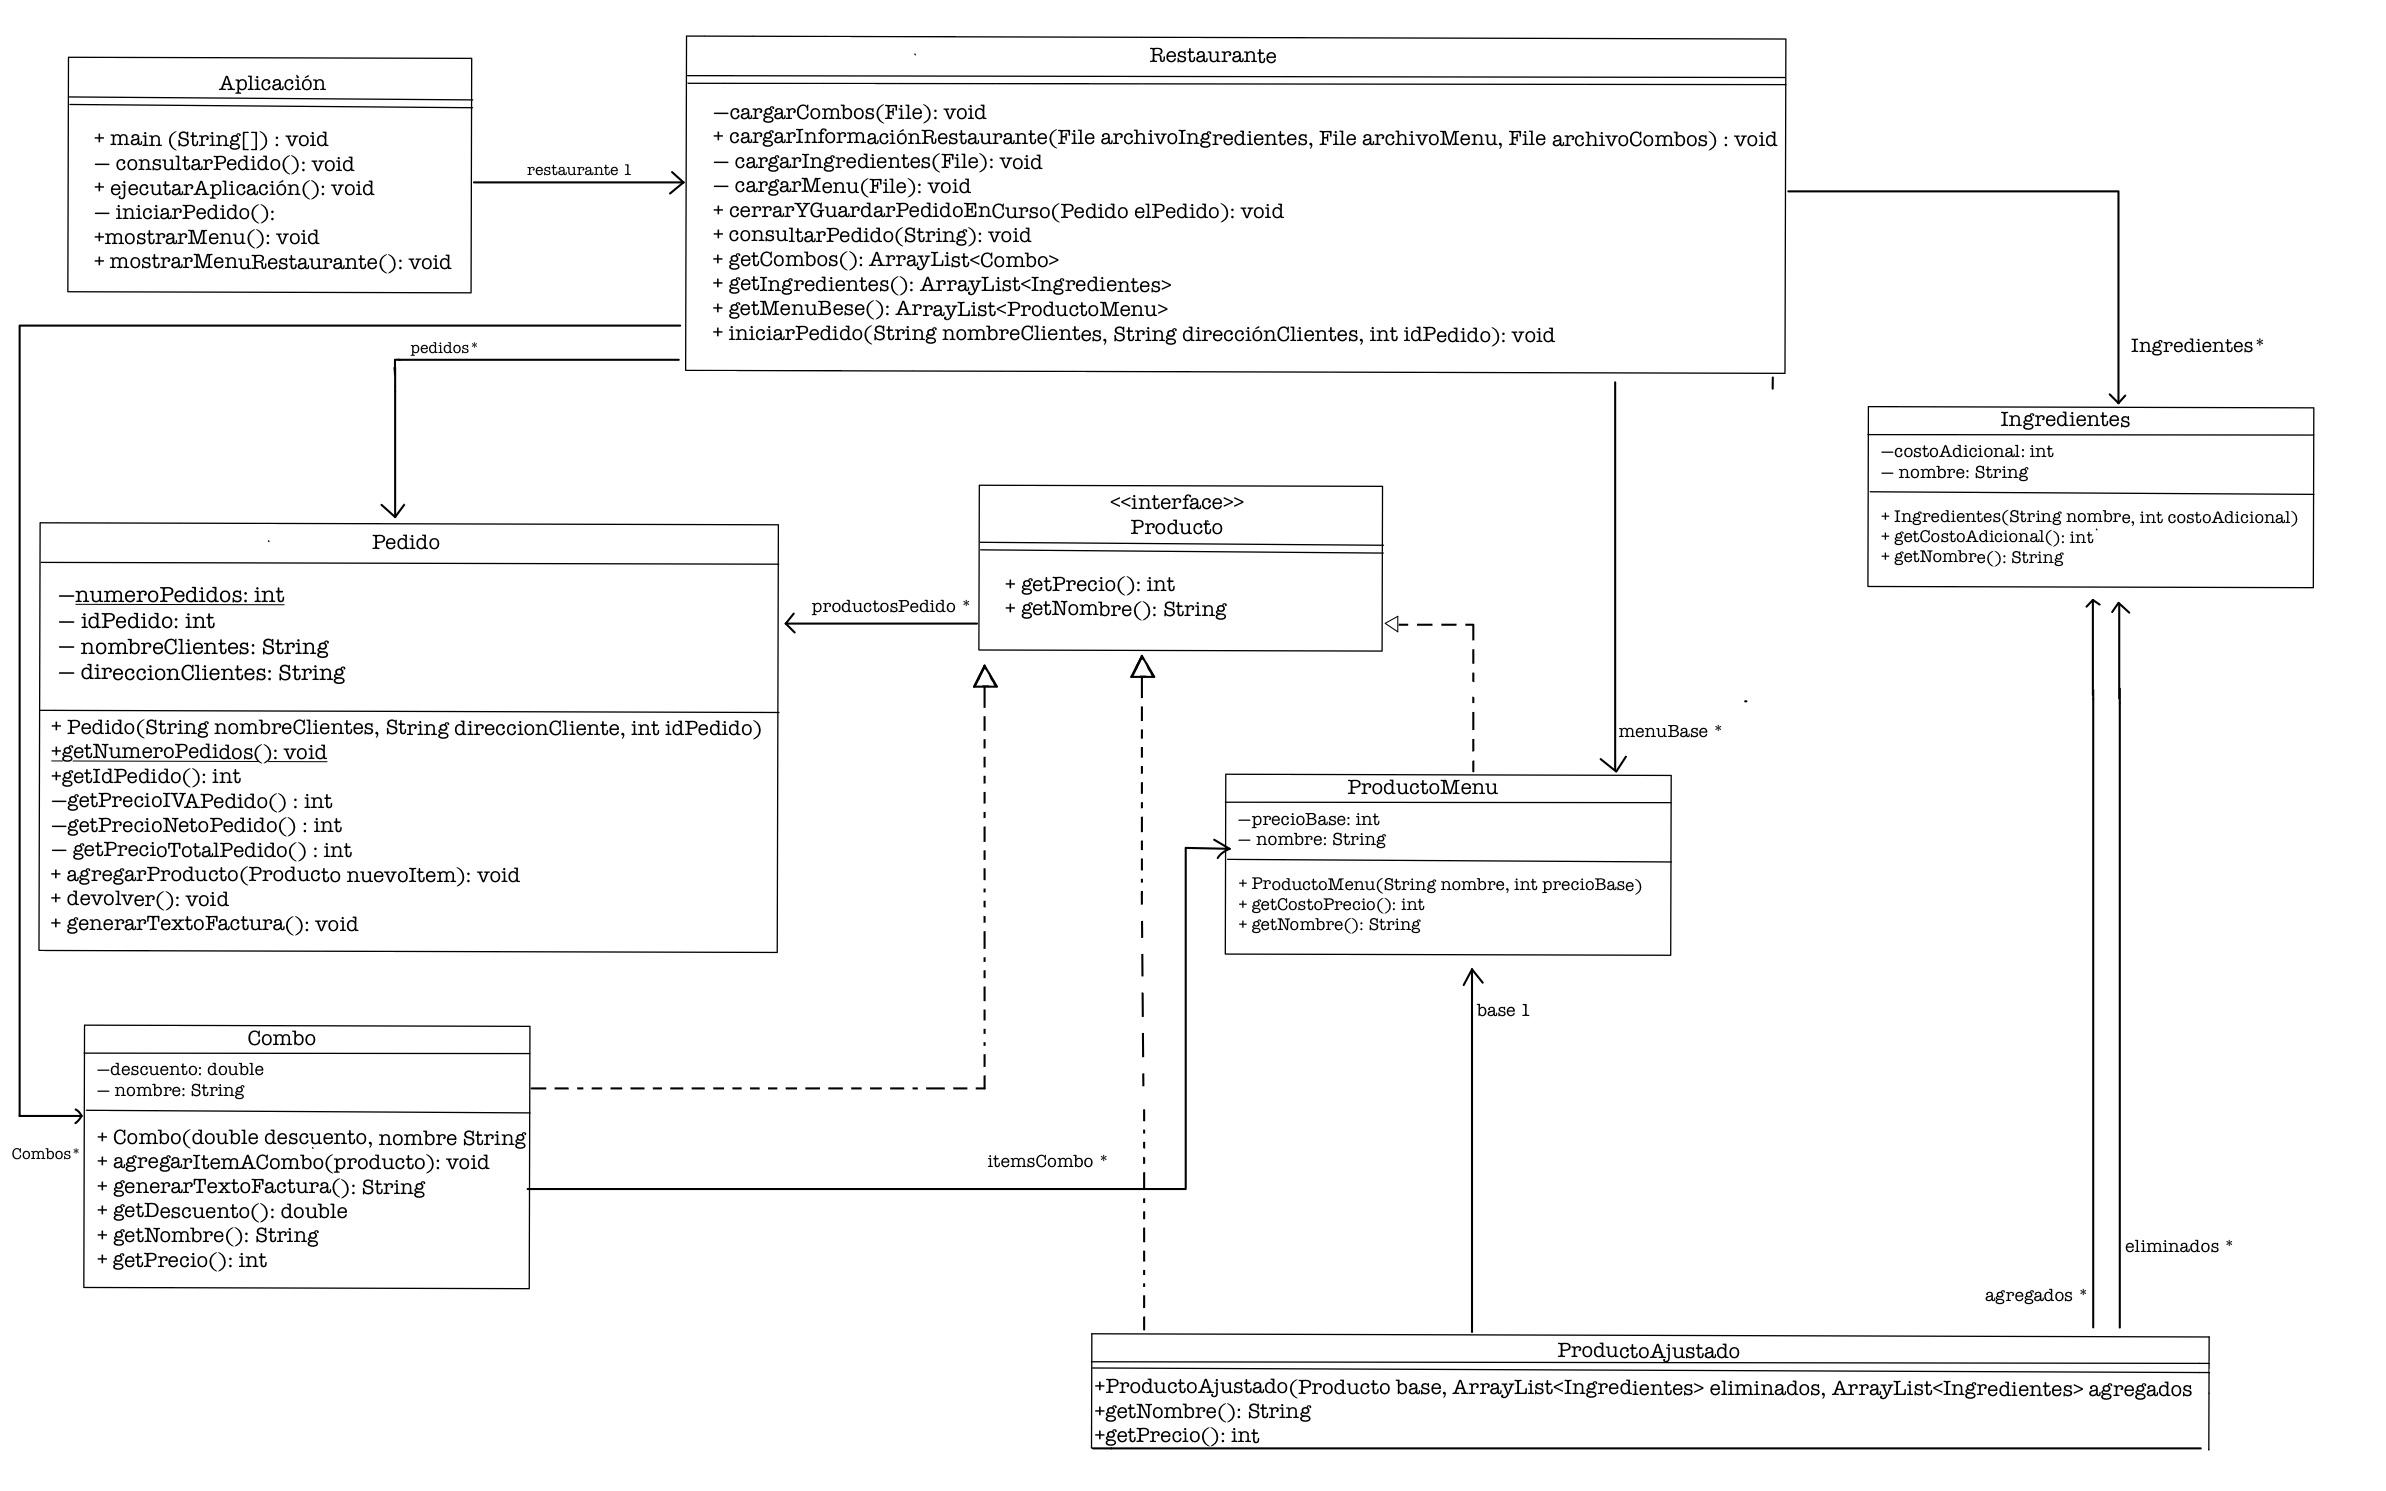 Aplicación
+ main (String[]) : void
— consultarPedido(): void
+ ejecutarAplicación(): void
— iniciarPedido():
+mostrarMenu(): void
+ mostrarMenuRestaurante(): void
restaurante 1
Restaurante
—cargarCombos(File): void
+ cargarInformaciónRestaurante(File archivoIngredientes, File archivoMenu, File archivoCombos) : void
— cargarIngredientes(File): void
— cargarMenu(File): void
+ cerrarYGuardarPedidoEnCurso(Pedido elPedido): void
+ consultarPedido(String): void
+ getCombos(): ArrayList<Combo>
+ getIngredientes(): ArrayList<Ingredientes>
+ getMenuBese(): ArrayList<ProductoMenu>
+ iniciarPedido(String nombreClientes, String direcciónClientes, int idPedido): void
pedidos*
Ingredientes*
Ingredientes
—costoAdicional: int
— nombre: String
+ Ingredientes(String nombre, int costoAdicional)
+ getCostoAdicional(): int
+ getNombre(): String
<<interface>>
Producto
+ getPrecio(): int
+ getNombre(): String
productosPedido *
Pedido
—numeroPedidos: int
— idPedido: int
— nombreClientes: String
— direccionClientes: String
+ Pedido(String nombreClientes, String direccionCliente, int idPedido)
+getNumeroPedidos(): void
+getIdPedido(): int
—getPrecioIVAPedido() : int
—getPrecioNetoPedido() : int
— getPrecioTotalPedido() : int
+ agregarProducto(Producto nuevoItem): void
+ devolver(): void
+ generarTextoFactura(): void
menuBase *
ProductoMenu
—precioBase: int
— nombre: String
+ ProductoMenu(String nombre, int precioBase)
+ getCostoPrecio(): int
+ getNombre(): String
base 1
Combo
—descuento: double
— nombre: String
+ Combo(double descuento, nombre String
+ agregarItemACombo(producto): void
+ generarTextoFactura(): String
+ getDescuento(): double
+ getNombre(): String
+ getPrecio(): int
Combos*
itemsCombo *
eliminados *
agregados *
ProductoAjustado
+ProductoAjustado(Producto base, ArrayList<Ingredientes> eliminados, ArrayList<Ingredientes> agregados
+getNombre(): String
+getPrecio(): int